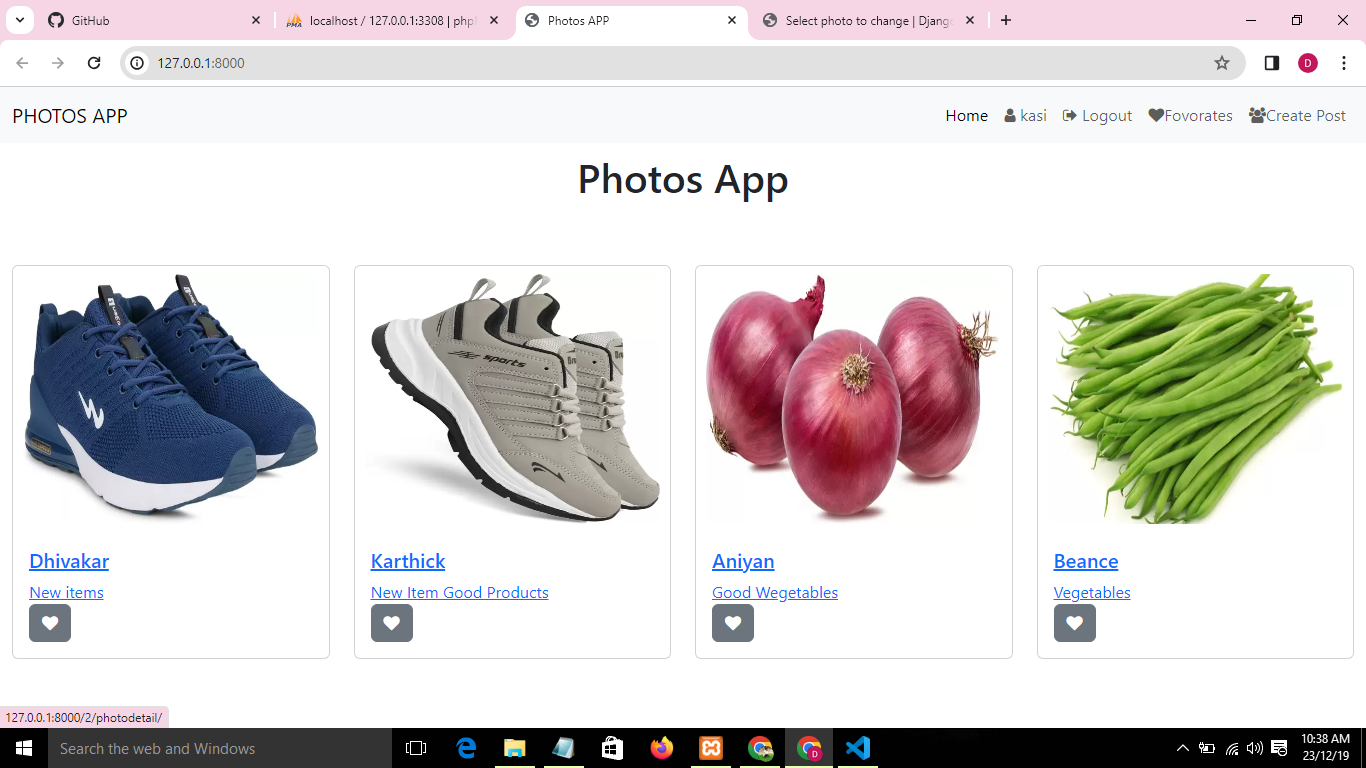 GitHub
localhost / 127.0.0.1:3308 | php
Photos APP
Select photo to change | Django
127.0.0.1:8000
D
PHOTOS APP
Home
kasi
Logout
Fovorates
Create Post
Photos App
sports
Dhivakar
New items
Karthick
New Item Good Products
Aniyan
Good Wegetables
Beance
Vegetables
127.0.0.1:8000/2/photodetail/
Search the web and Windows
10:38 AM
23/12/19